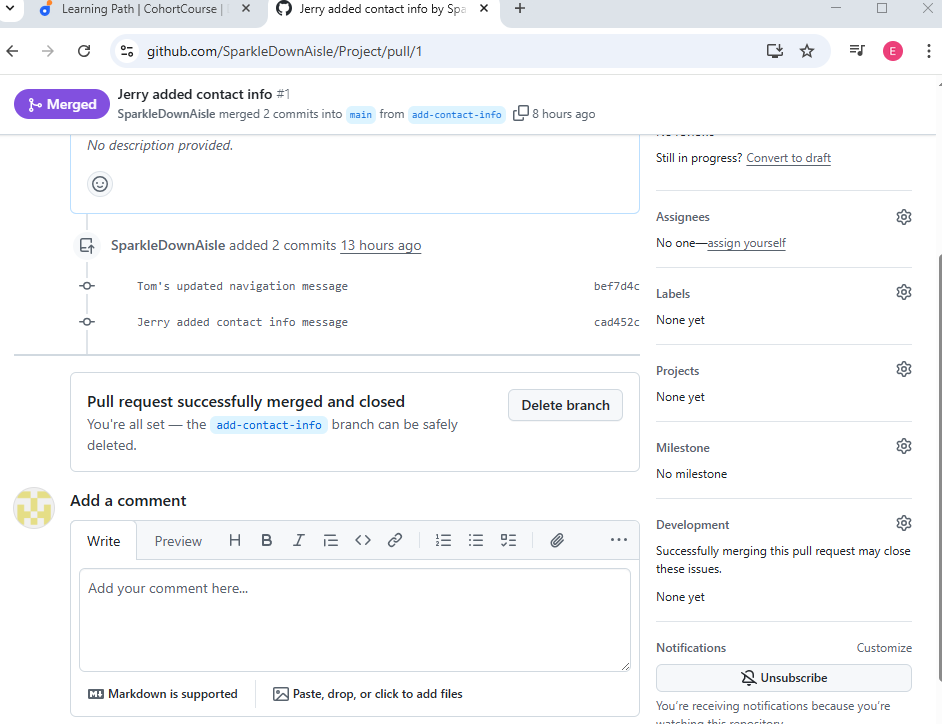 Learning Path | CohortCourse |
Jerry added contact info by Spa
github.com/SparkleDownAisle/Project/pull/1
E
Merged
Jerry added contact info #1
SparkleDownAisle merged 2 commits into main from add-contact-info 8 hours ago
No description provided.
SparkleDownAisle added 2 commits 13 hours ago
Tom's updated navigation message bef7d4c
Jerry added contact info message cad452c
Pull request successfully merged and closed
You're all set — the add-contact-info branch can be safely
deleted.
Delete branch
Add a comment
Write Preview
Add your comment here...
Markdown is supported
Paste, drop, or click to add files
Still in progress? Convert to draft
Assignees
No one—assign yourself
Labels
None yet
Projects
None yet
Milestone
No milestone
Development
Successfully merging this pull request may close
these issues.
None yet
Notifications Customize
Unsubscribe
You're receiving notifications because you're
watching this repository.